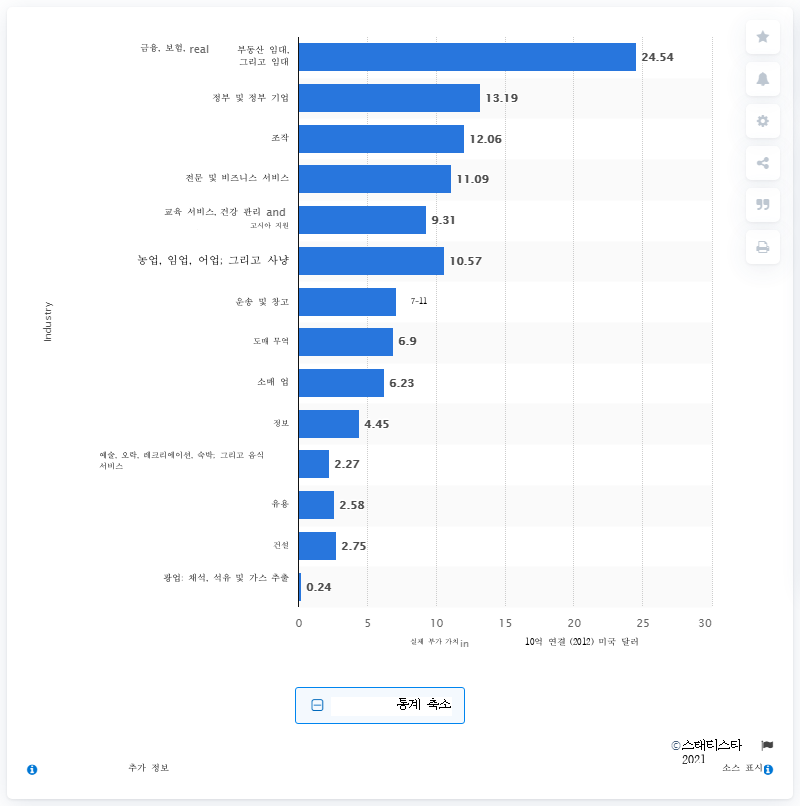 금융, 보험, real 부동산 임대,
그리고 임대
24.54
정부 및 정부 기업
13.19
조작
12.06
전문 및 비즈니스 서비스
11.09
교육 서비스, 건강 관리 and
고시아 지원
9.31
농업, 임업, 어업; 그리고 사냥
10.57
운송 및 창고
7-11
도매 무역
6.9
소매 업
6.23
정보
4.45
예술, 오락, 레크리에이션, 숙박; 그리고 음식
서비스
2.27
유용
2.58
건설
2.75
광업; 채석, 석유 및 가스 추출
0.24
Industry
0 5 10 15 20 25 30
실제 부가 가치 in 10억 연결 (2012) 미국 달러
통계 축소
©스태티스타
2021
추가 정보
소스 표시